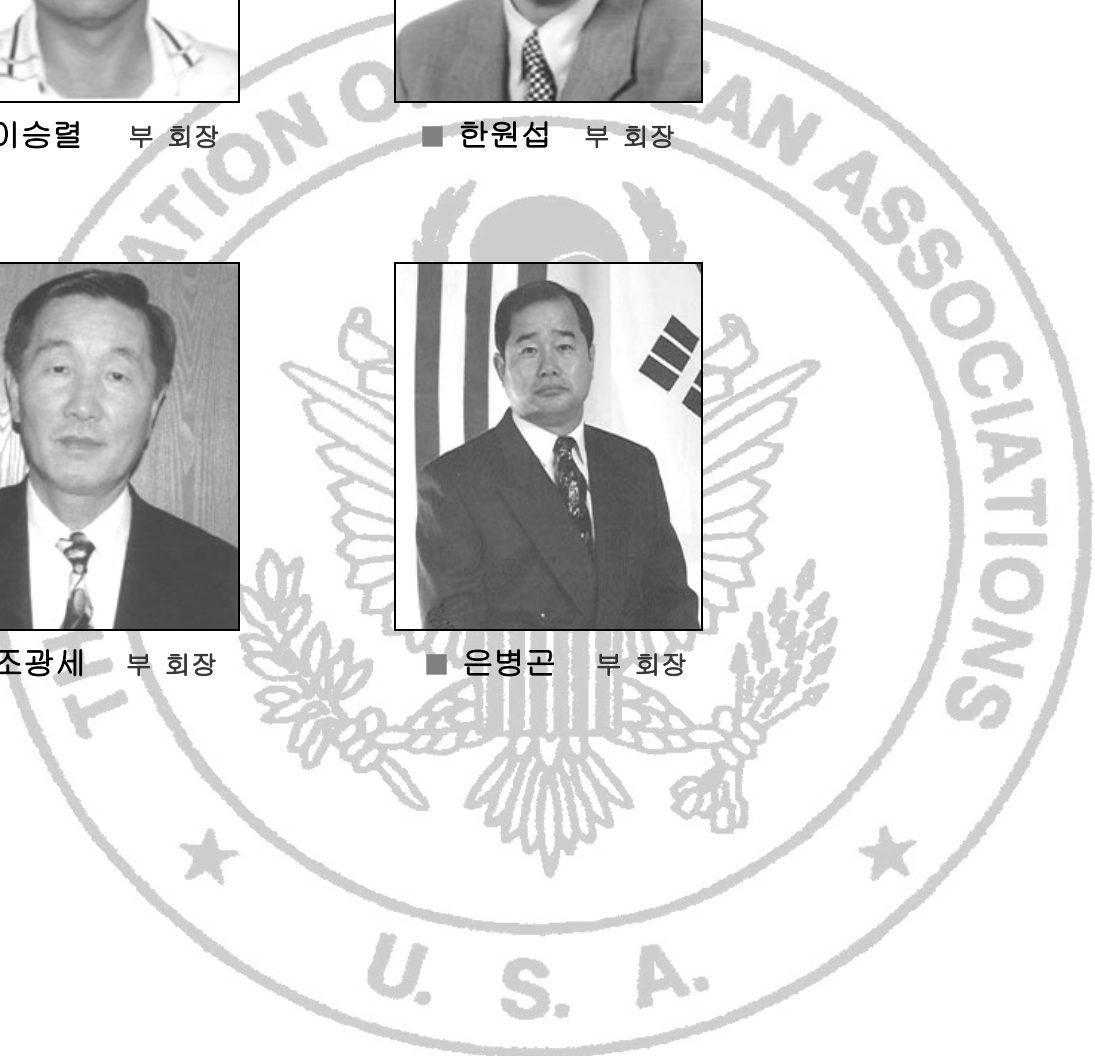 이승렬 부 회장
■ 한원섭 부 회장
조광세 부 회장
■ 은병곤 부 회장
ATION O
EAN ASSOCIATIONS
TH
U. S. A.